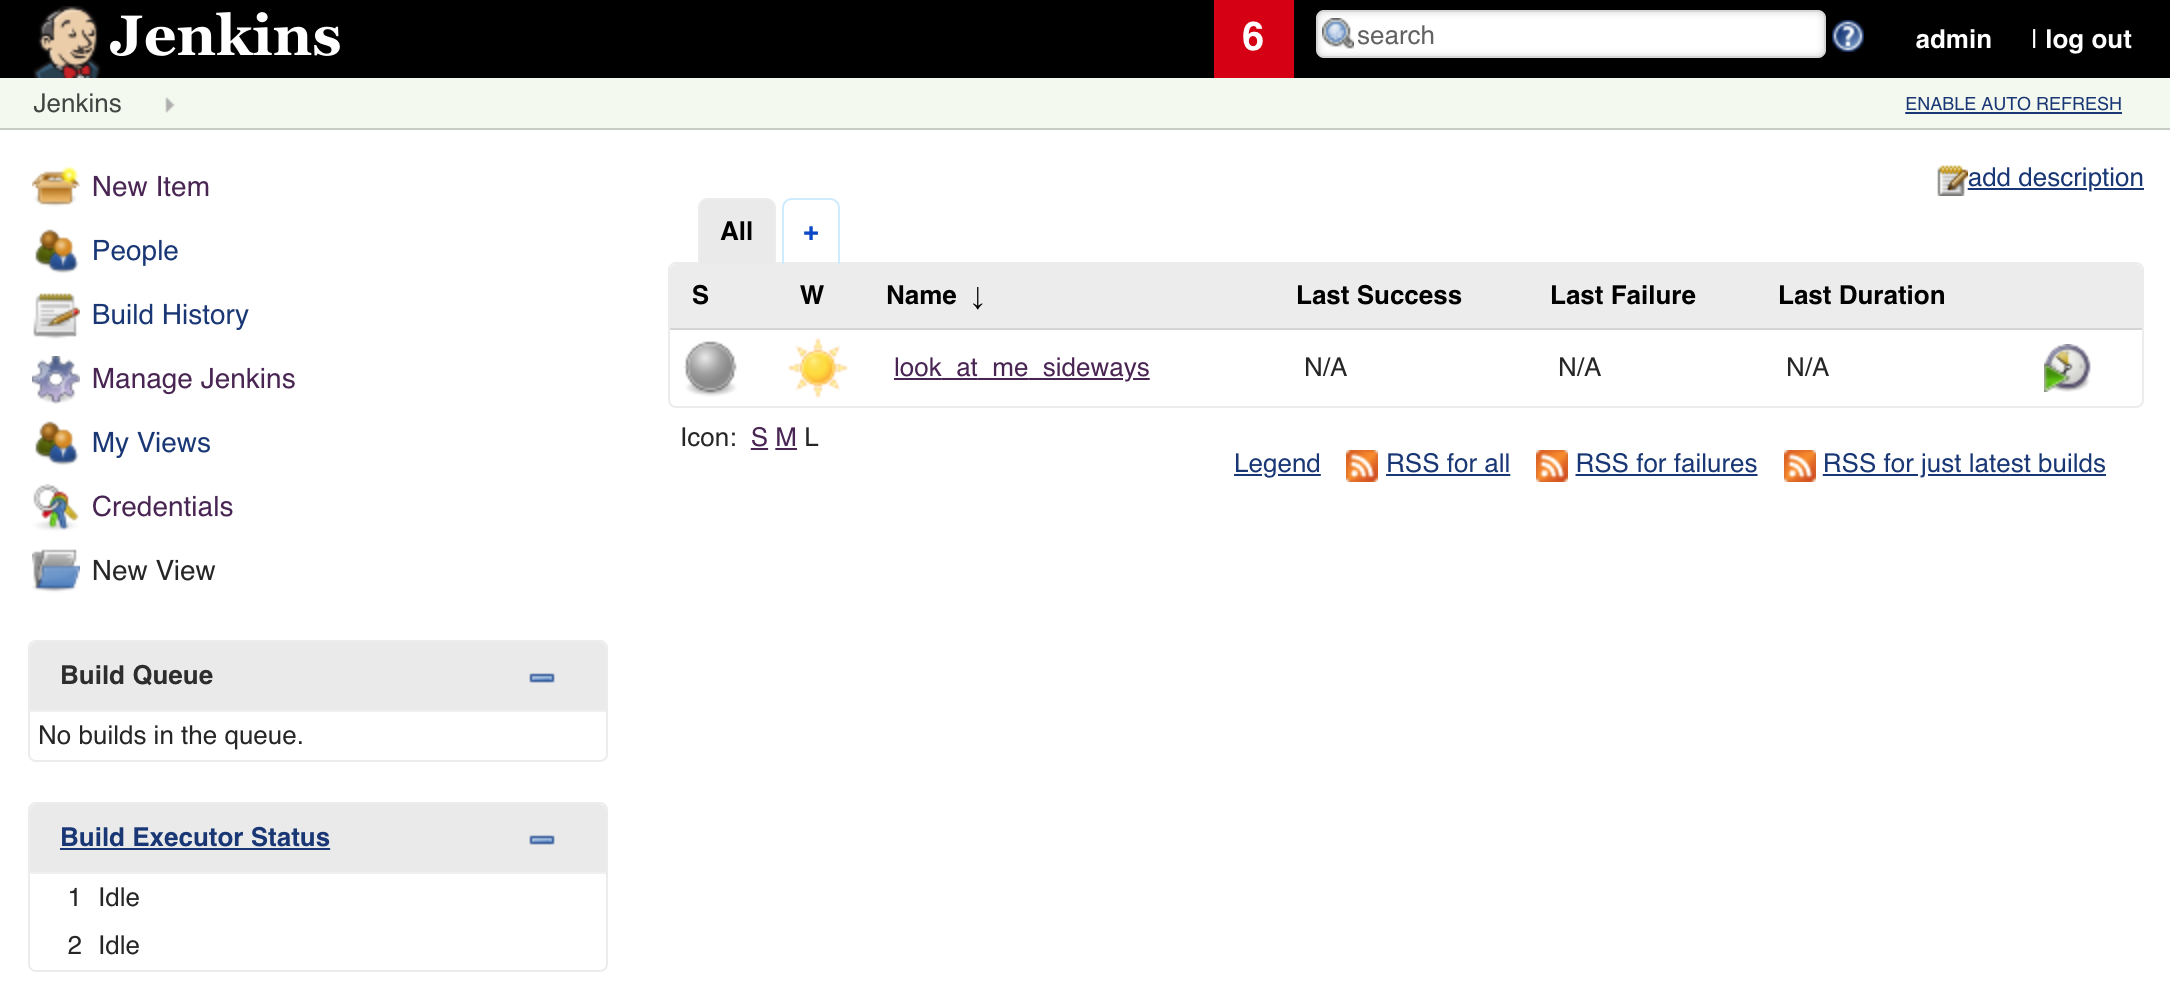 Jenkins
6
search
admin
| log out
Jenkins
ENABLE AUTO REFRESH
New Item
People
Build History
Manage Jenkins
My Views
Credentials
New View
Build Queue
No builds in the queue.
Build Executor Status
1 Idle
2 Idle
add description
All +
S W Name ↓ Last Success Last Failure Last Duration
look_at_me_sideways N/A N/A N/A
Icon: S M L
Legend RSS for all RSS for failures RSS for just latest builds